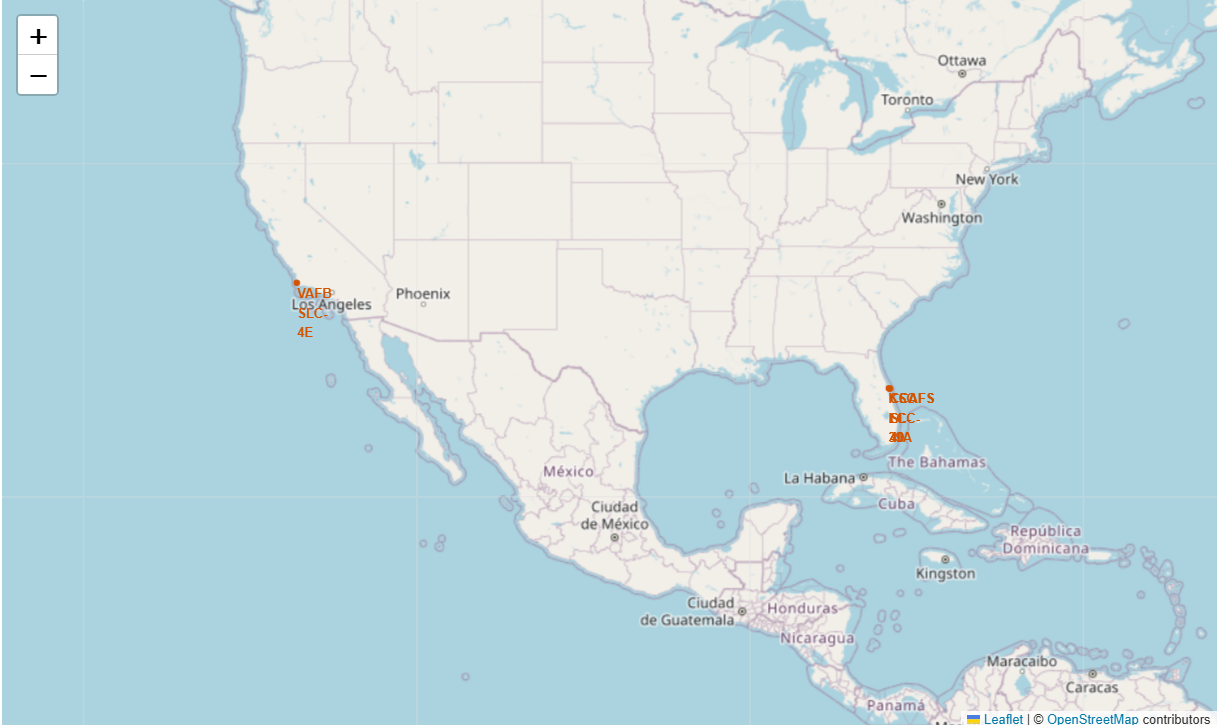 +
−
Ottawa
Toronto
New York
Washington
VAFB
SLC-
4E
Los Angeles
Phoenix
The Bahamas
La Habana
México
Cuba
Ciudad
de México
República
Dominicana
Kingston
Ciudad
de Guatemala
Honduras
Nicaragua
Maracaibo
Caracas
Panamá
Leaflet | © OpenStreetMap contributors